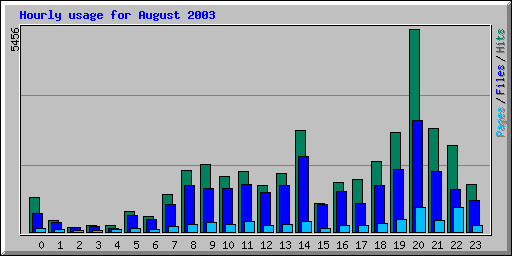 Hourly usage for August 2003
5456
Pages / Files / Hits
0 1 2 3 4 5 6 7 8 9 10 11 12 13 14 15 16 17 18 19 20 21 22 23